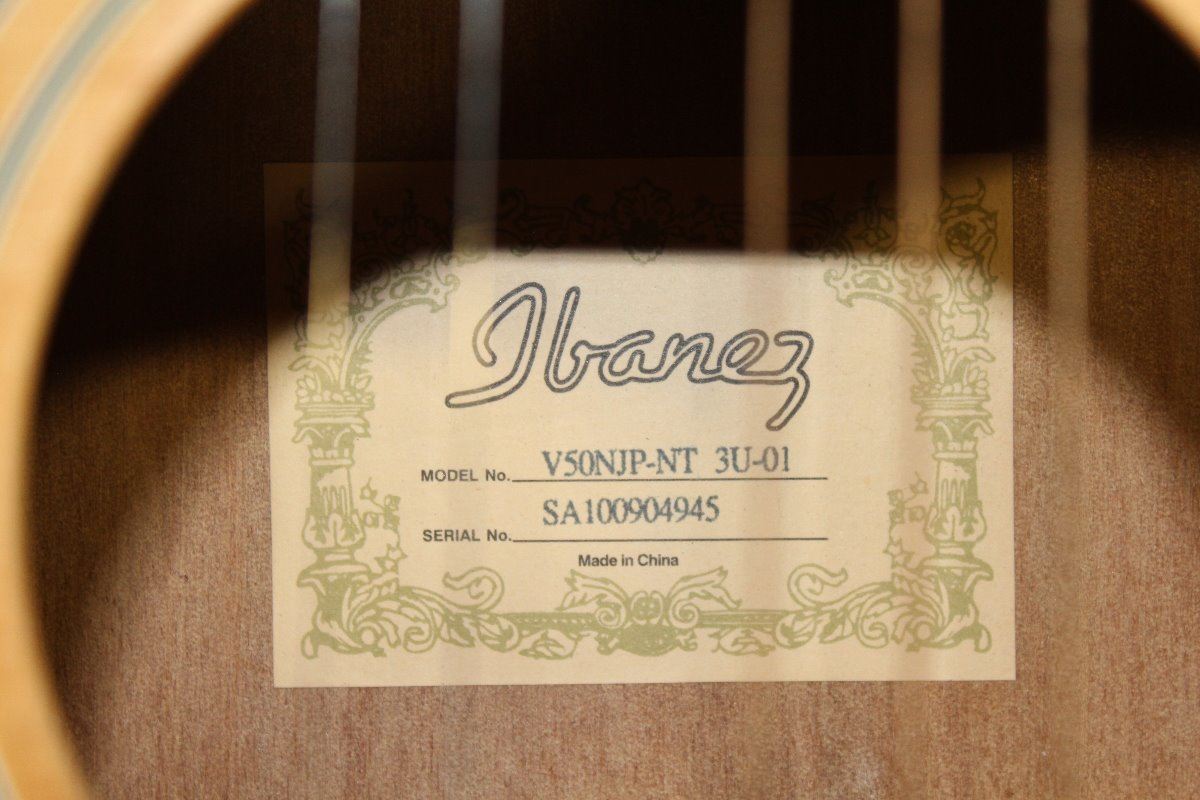 Ibanez
MODEL No. V50NJP-NT 3U-01
SERIAL No. SA100904945
Made in China